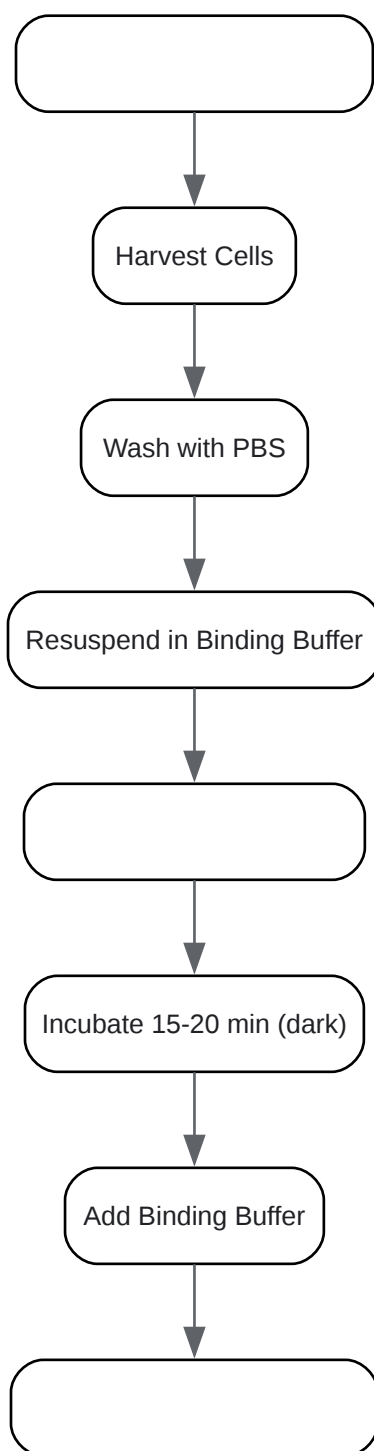 Harvest Cells
Wash with PBS
Resuspend in Binding Buffer
Incubate 15-20 min (dark)
Add Binding Buffer